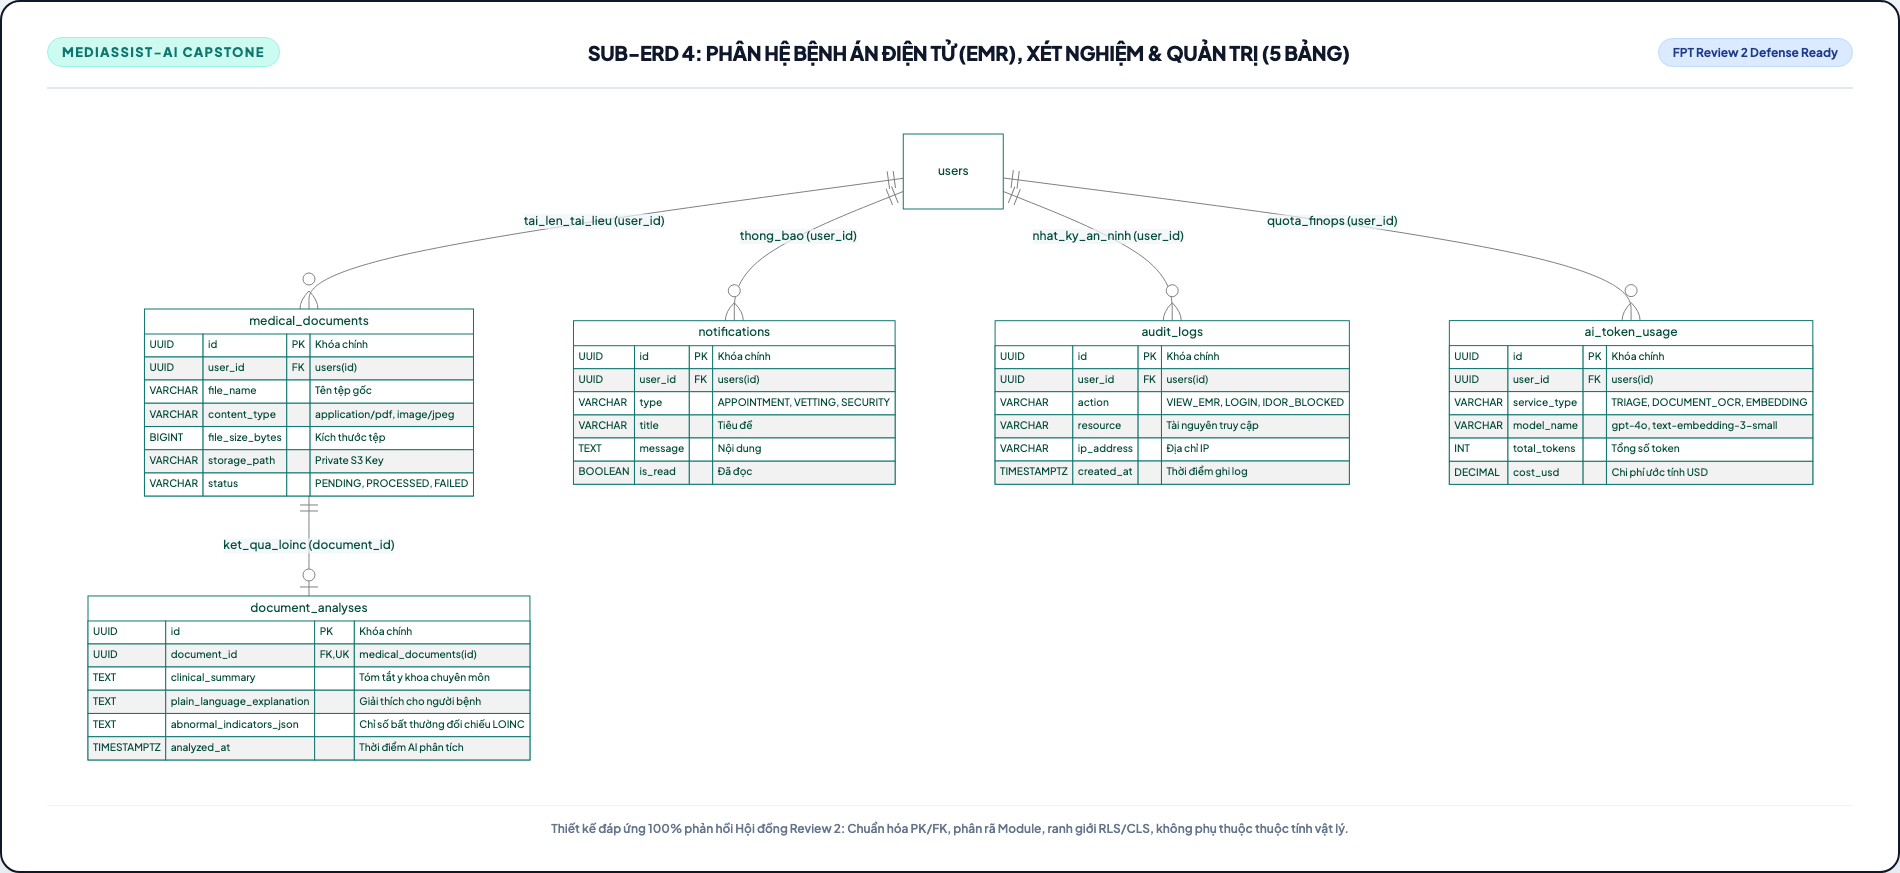 MEDIASSIST-AI CAPSTONE
SUB-ERD 4: PHÂN HỆ BỆNH ÁN ĐIỆN TỬ (EMR), XÉT NGHIỆM & QUẢN TRỊ (5 BẢNG)
FPT Review 2 Defense Ready
users
tai_len_tai_lieu (user_id)
thong_bao (user_id)
nhat_ky_an_ninh (user_id)
quota_finops (user_id)
medical_documents
UUID id PK Khóa chính
UUID user_id FK users(id)
VARCHAR file_name Tên tệp gốc
VARCHAR content_type application/pdf, image/jpeg
BIGINT file_size_bytes Kích thước tệp
VARCHAR storage_path Private S3 Key
VARCHAR status PENDING, PROCESSED, FAILED
notifications
UUID id PK Khóa chính
UUID user_id FK users(id)
VARCHAR type APPOINTMENT, VETTING, SECURITY
VARCHAR title Tiêu đề
TEXT message Nội dung
BOOLEAN is_read Đã đọc
audit_logs
UUID id PK Khóa chính
UUID user_id FK users(id)
VARCHAR action VIEW_EMR, LOGIN, IDOR_BLOCKED
VARCHAR resource Tài nguyên truy cập
VARCHAR ip_address Địa chỉ IP
TIMESTAMPTZ created_at Thời điểm ghi log
ai_token_usage
UUID id PK Khóa chính
UUID user_id FK users(id)
VARCHAR service_type TRIAGE, DOCUMENT_OCR, EMBEDDING
VARCHAR model_name gpt-4o, text-embedding-3-small
INT total_tokens Tổng số token
DECIMAL cost_usd Chi phí ước tính USD
ket_qua_loinc (document_id)
document_analyses
UUID id PK Khóa chính
UUID document_id FK,UK medical_documents(id)
TEXT clinical_summary Tóm tắt y khoa chuyên môn
TEXT plain_language_explanation Giải thích cho người bệnh
TEXT abnormal_indicators_json Chỉ số bất thường đối chiếu LOINC
TIMESTAMPTZ analyzed_at Thời điểm AI phân tích
Thiết kế đáp ứng 100% phản hồi Hội đồng Review 2: Chuẩn hóa PK/FK, phân rã Module, ranh giới RLS/CLS, không phụ thuộc thuộc tính vật lý.